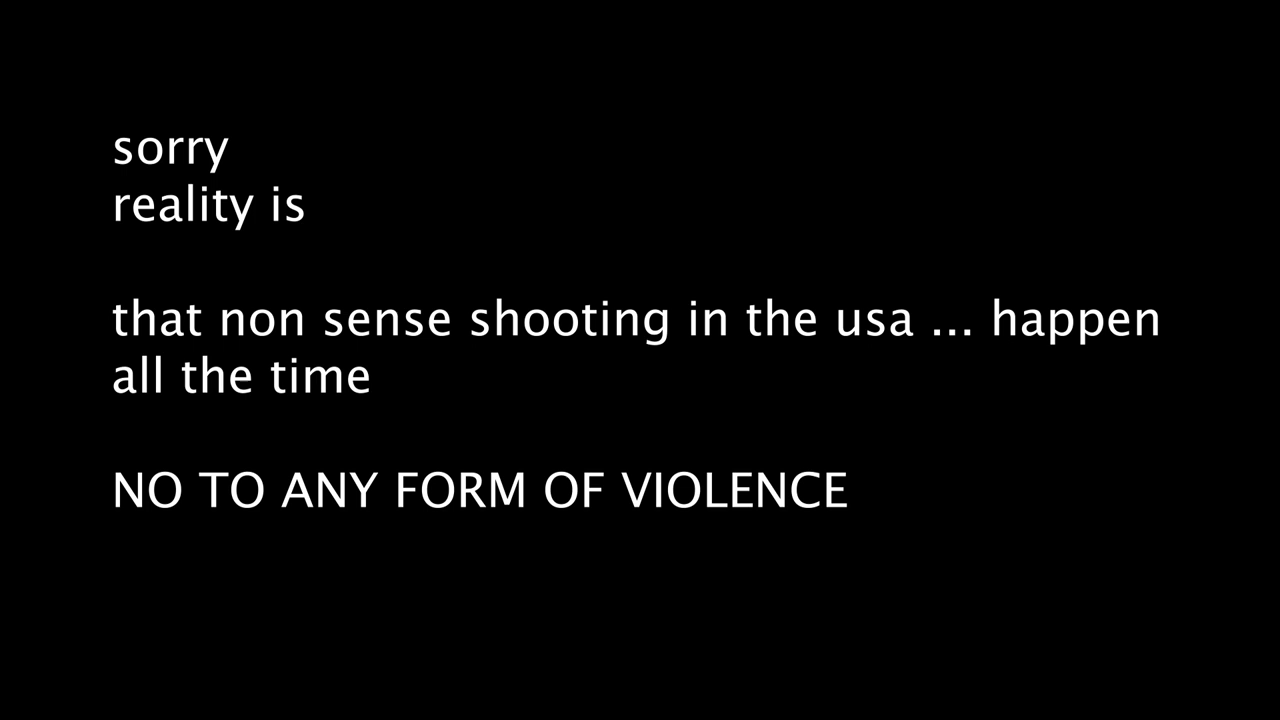 sorry
reality is
that non sense shooting in the usa ... happen
all the time
NO TO ANY FORM OF VIOLENCE